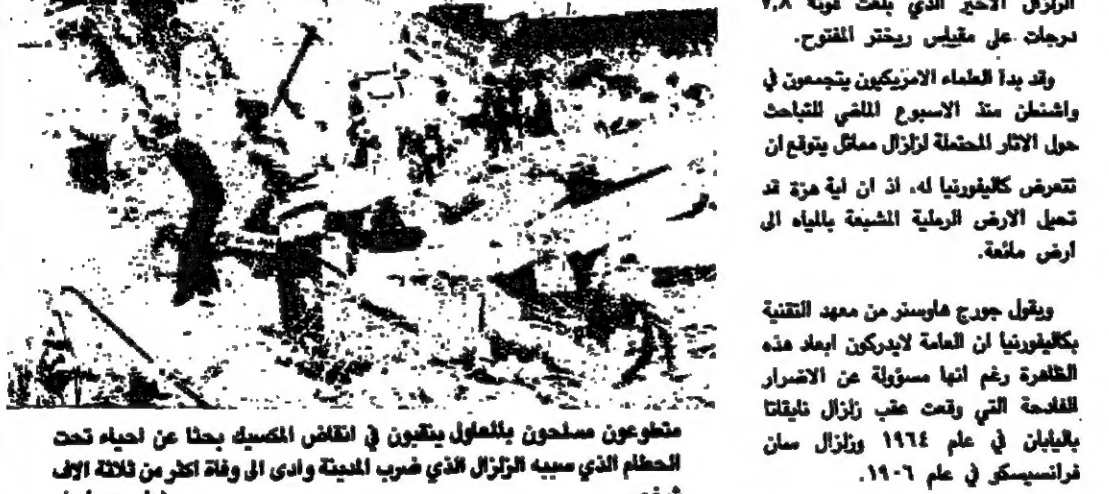 الزلزال الاخير الذي بلغت قوته ٧,٨
درجات على مقياس ريختر المفتوح.
وقد بدأ العلماء الامريكيون يتجمعون في
واشنطن منذ الاسبوع الماضي للتباحث
حول الاثار المحتملة لزلزال مماثل يتوقع ان
تتعرض كاليفورنيا له، اذ ان اية هزة قد
تحيل الارض الرملية المشبعة بالمياه الى
ارض مائعة.
ويقول جورج هاوسنر من معهد التقنية
بكاليفورنيا ان العامة لايدركون ابعاد هذه
الظاهرة رغم انها مسؤولة عن الاضرار
الفادحة التي وقعت عقب زلزال نايقاتا
باليابان في عام ١٩٦٤ وزلزال سان
فرانسيسكو في عام ١٩٠٦.
متطوعون مسلحون بالمعاول ينقبون في انقاض المكسيك بحثا عن احياء تحت
الحطام الذي سببه الزلزال الذي ضرب المدينة وادى الى وفاة اكثر من ثلاثة الاف